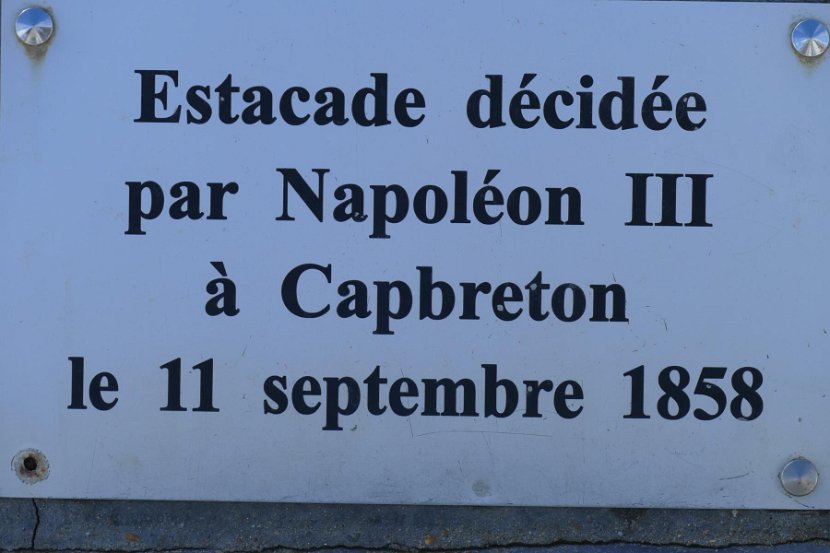 Estacade décidée
par Napoléon III
à Capbreton
le 11 septembre 1858